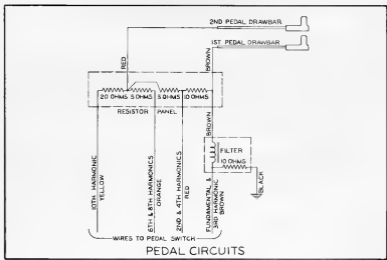 2ND PEDAL DRAWBAR
1ST PEDAL DRAWBAR
RED
BROWN
20 OHMS
5 OHMS
5 OHMS
10 OHMS
RESISTOR PANEL
BROWN
FILTER
10 OHMS
BLACK
10TH HARMONIC
YELLOW
6TH & 8TH HARMONICS
ORANGE
2ND & 4TH HARMONICS
RED
FUNDAMENTAL &
3RD HARMONIC
BROWN
WIRES TO PEDAL SWITCH
PEDAL CIRCUITS